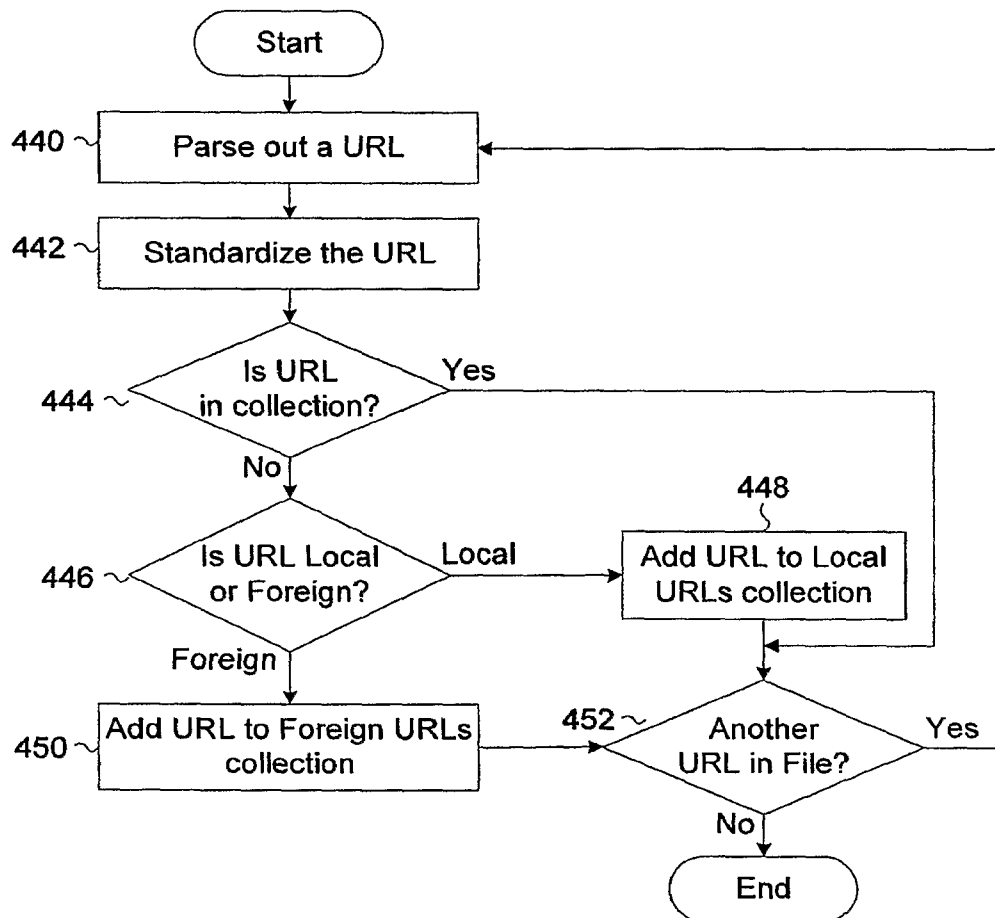 Start
440
Parse out a URL
442
Standardize the URL
Is URL
in collection?
Yes
444
No
448
Is URL Local
or Foreign?
Local
446
Add URL to Local
URLs collection
Foreign
450
Add URL to Foreign URLs
collection
452
Another
URL in File?
Yes
No
End